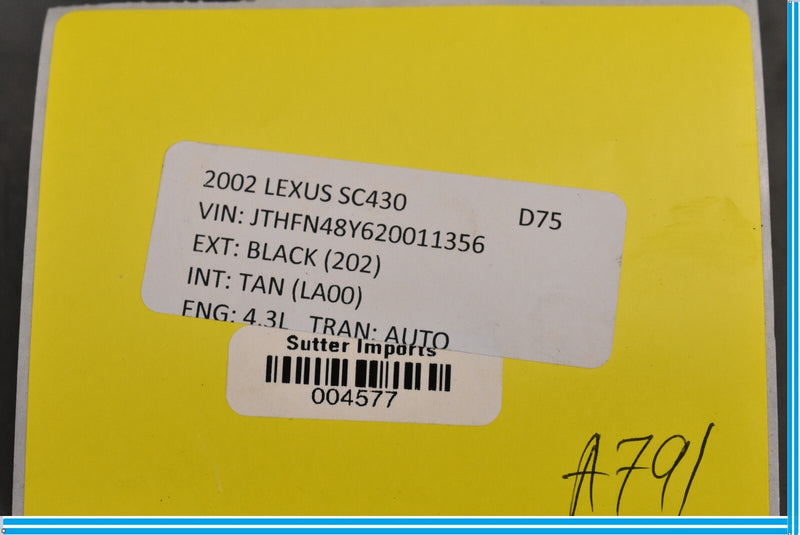 2002 LEXUS SC430 D75
VIN: JTHFN48Y620011356
EXT: BLACK (202)
INT: TAN (LA00)
ENG: 4.3L TRAN: AUTO
Sutter Imports
004577
A791